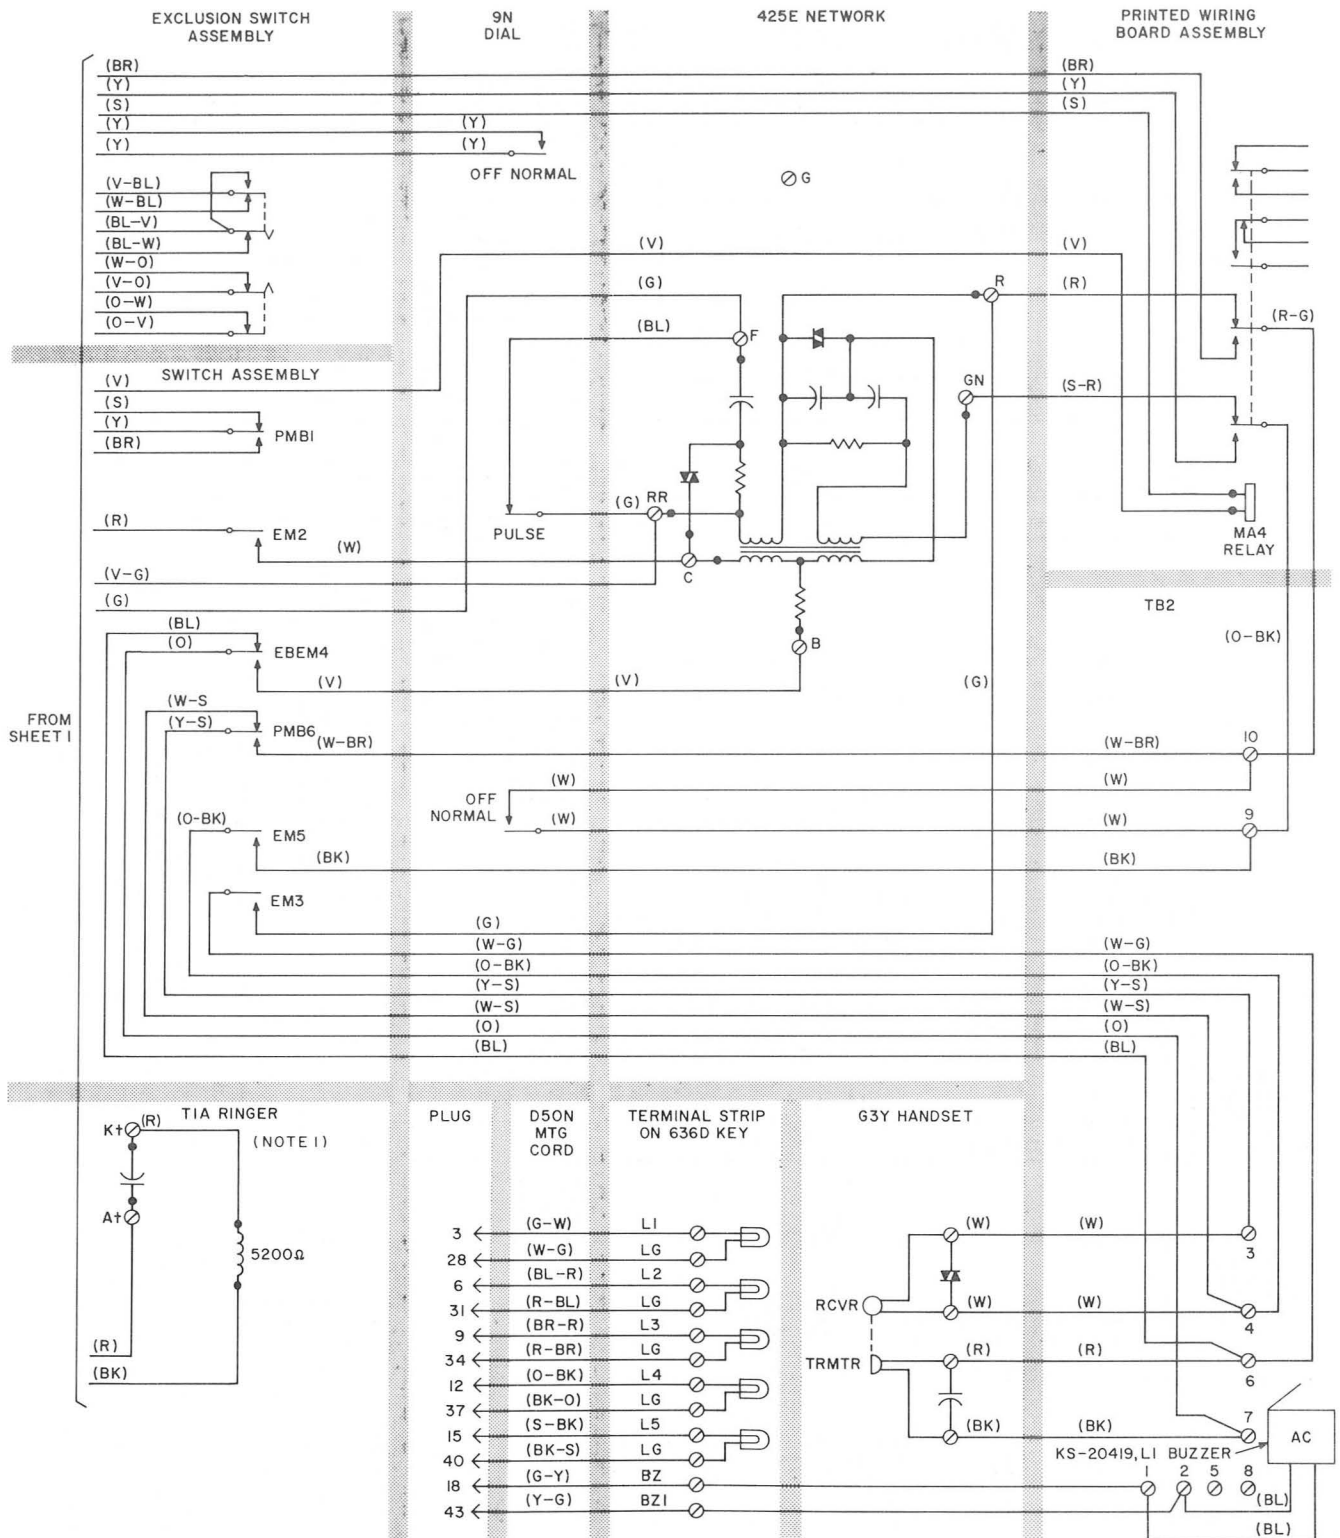 EXCLUSION SWITCH
ASSEMBLY
9N
DIAL
425E NETWORK
PRINTED WIRING
BOARD ASSEMBLY
(BR)
(BR)
(Y)
(Y)
(S)
(S)
(Y)
(Y)
(Y)
(Y)
OFF NORMAL
G
(V-BL)
(W-BL)
(BL-V)
(BL-W)
(W-O)
(V-O)
(O-W)
(O-V)
(V)
(V)
(G)
R
(R)
(R-G)
(BL)
F
SWITCH ASSEMBLY
(V)
(S)
(Y)
PMB1
(BR)
GN
(S-R)
(R)
EM2
(W)
PULSE
(G)
RR
C
MA4
RELAY
(V-G)
(G)
TB2
(BL)
(O)
EBEM4
(V)
(V)
B
(G)
(O-BK)
FROM
SHEET 1
(W-S
(Y-S)
PMB6
(W-BR)
(W-BR)
10
(W)
(W)
OFF
NORMAL
(W)
(W)
9
(O-BK)
EM5
(BK)
(BK)
EM3
(G)
(W-G)
(W-G)
(O-BK)
(O-BK)
(Y-S)
(Y-S)
(W-S)
(W-S)
(O)
(O)
(BL)
(BL)
T1A RINGER
(NOTE 1)
K†
(R)
A†
5200Ω
(R)
(BK)
PLUG
D50N
MTG
CORD
TERMINAL STRIP
ON 636D KEY
G3Y HANDSET
3 (G-W) L1
28 (W-G) LG
6 (BL-R) L2
31 (R-BL) LG
9 (BR-R) L3
34 (R-BR) LG
12 (O-BK) L4
37 (BK-O) LG
15 (S-BK) L5
40 (BK-S) LG
18 (G-Y) BZ
43 (Y-G) BZ1
(W) (W) 3
RCVR (W) (W) 4
TRMTR (R) (R) 6
(BK) (BK) 7
KS-20419, L1 BUZZER
AC
1 2 5 8
(BL)
(BL)